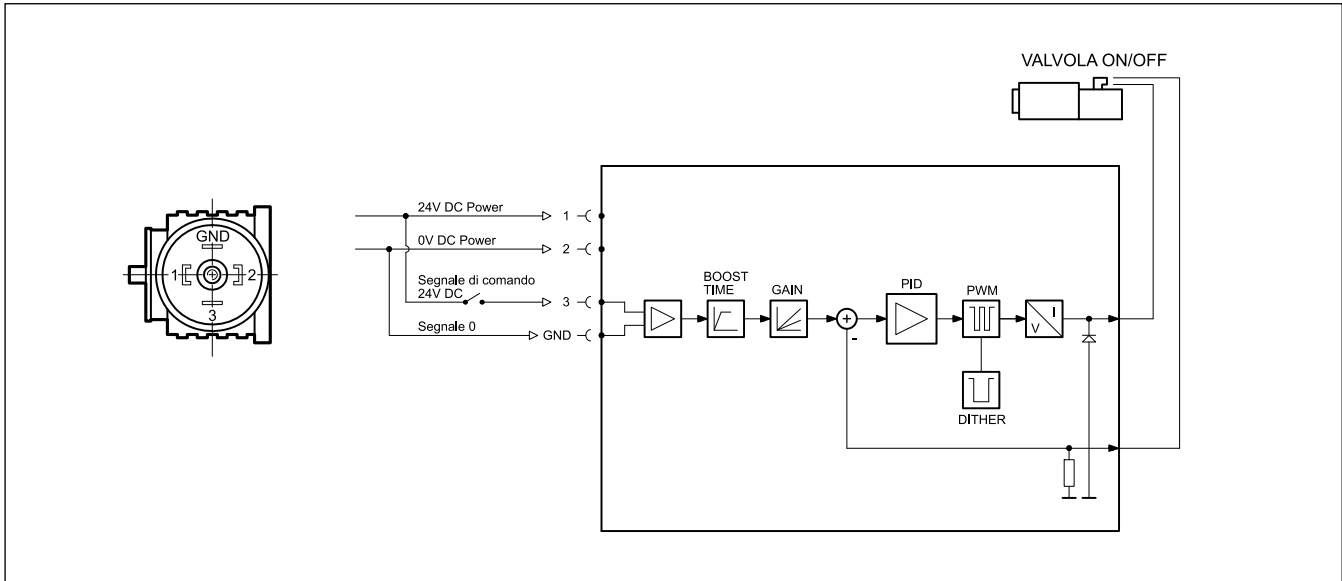 VALVOLA ON/OFF
GND
1
2
3
24V DC Power
1
0V DC Power
2
Segnale di comando
24V DC
3
Segnale 0
GND
BOOST
TIME
GAIN
PID
PWM
V
I
+
-
DITHER